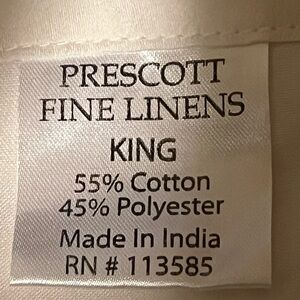 PRESCOTT
FINE LINENS
KING
55% Cotton
45% Polyester
Made In India
RN # 113585